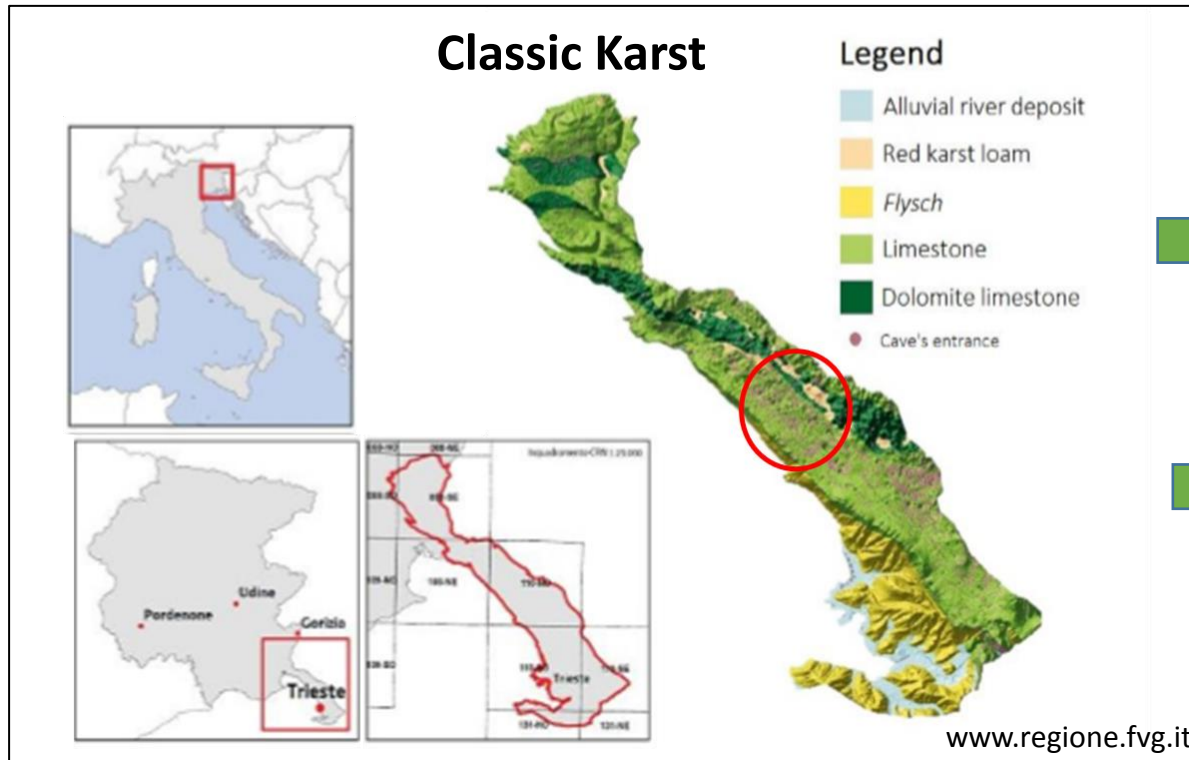 Classic Karst
Legend
Alluvial river deposit
Red karst loam
Flysch
Limestone
Dolomite limestone
Cave's entrance
Udine
Pordenone
Gorizio
Trieste
Trieste
www.regione.fvg.it